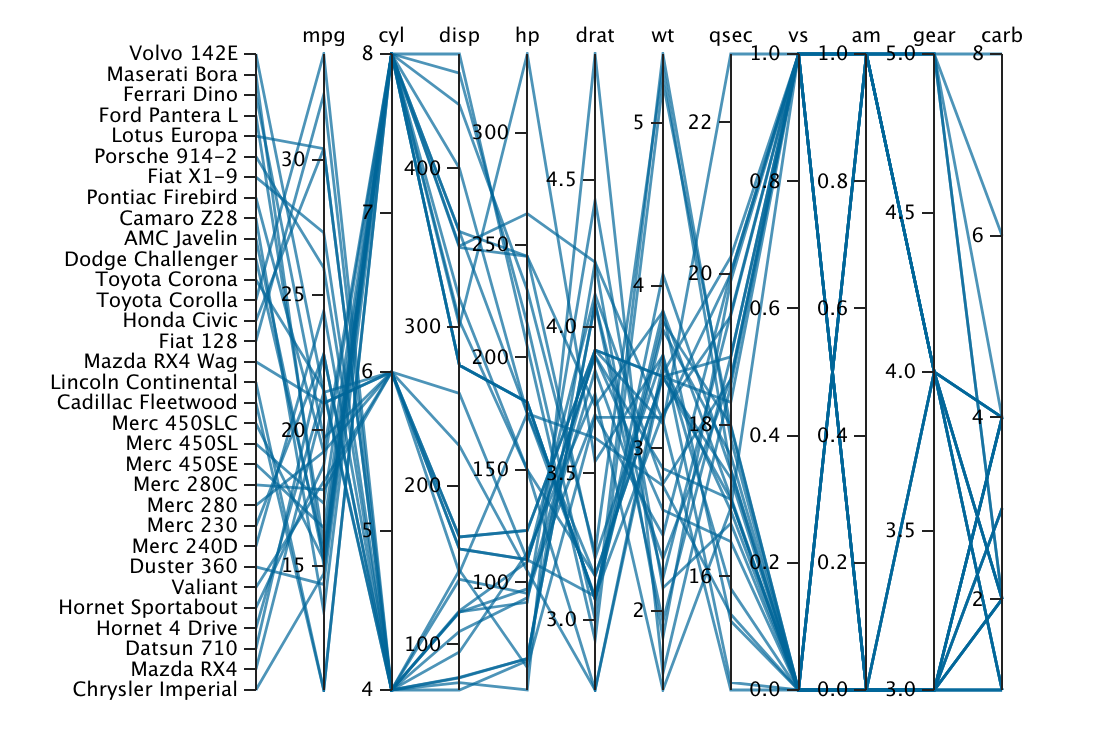 mpg cyl disp hp drat wt qsec vs am gear carb
Volvo 142E 8 1.0 1.0 5.0 8
Maserati Bora
Ferrari Dino
Ford Pantera L 5 22
Lotus Europa 300
Porsche 914-2 30 400
Fiat X1-9 4.5 0.8 0.8
Pontiac Firebird
Camaro Z28 7 4.5
AMC Javelin 250 6
Dodge Challenger
Toyota Corona 4 20
Toyota Corolla 25
Honda Civic 300 4.0 0.6 0.6
Fiat 128
Mazda RX4 Wag 200
Lincoln Continental 6 4.0
Cadillac Fleetwood
Merc 450SLC 20 18 4
Merc 450SL 3 0.4 0.4
Merc 450SE 150 3.5
Merc 280C 200
Merc 280
Merc 230 5 3.5
Merc 240D
Duster 360 15 16 0.2 0.2
Valiant 100
Hornet Sportabout 3.0 2 2
Hornet 4 Drive
Datsun 710 100
Mazda RX4
Chrysler Imperial 4 0.0 0.0 3.0